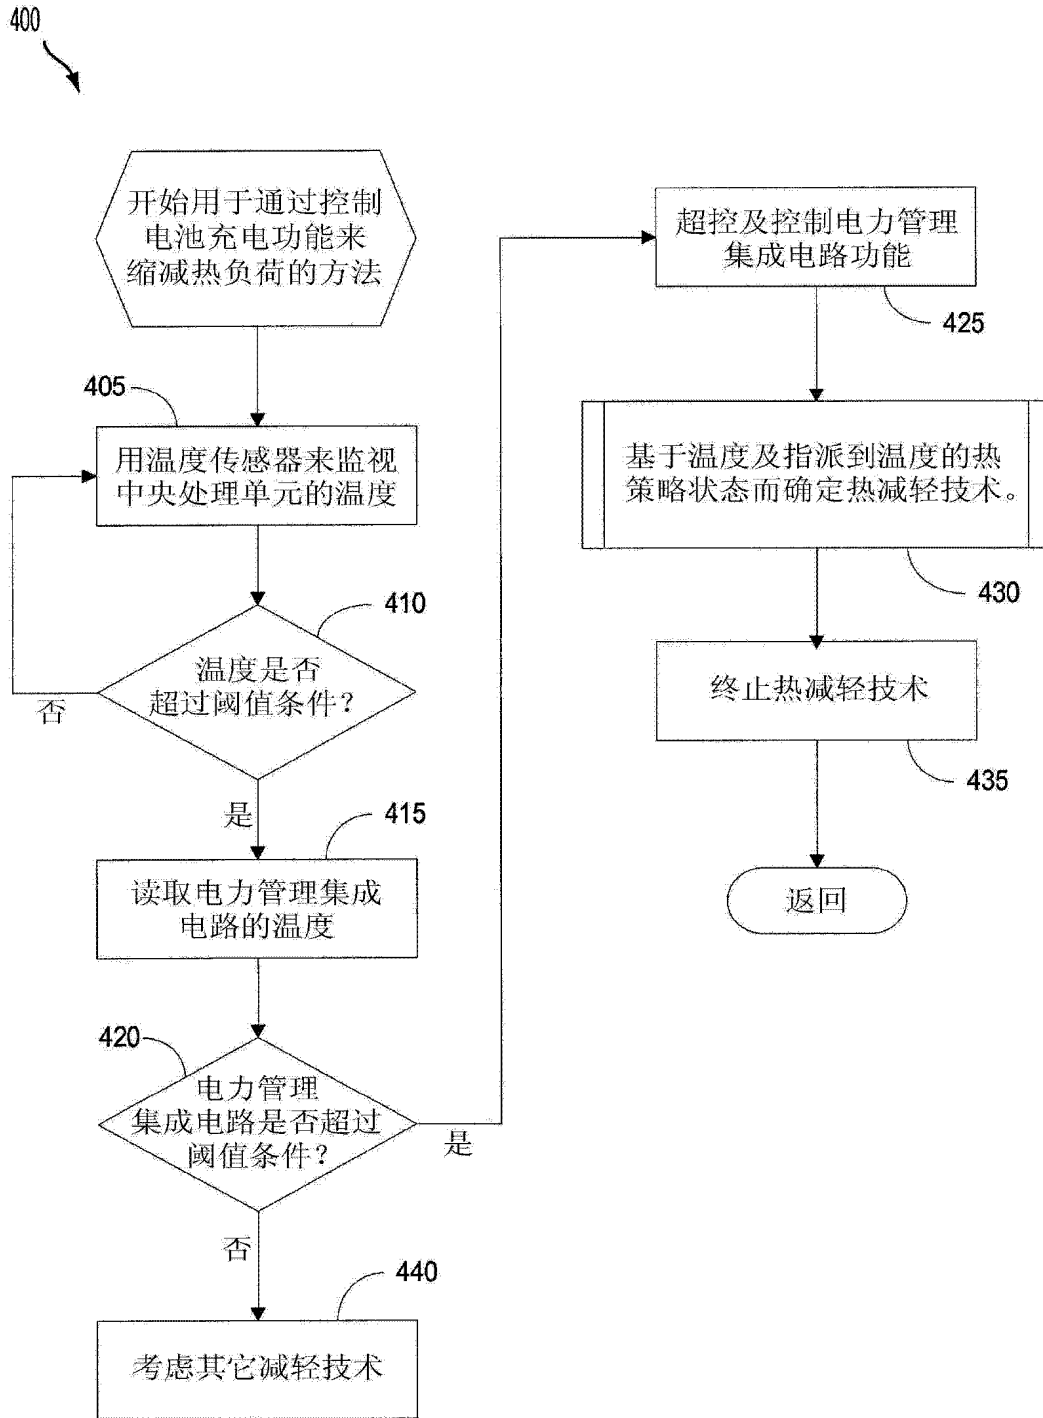 400
开始用于通过控制
电池充电功能来
缩减热负荷的方法
405
用温度传感器来监视
中央处理单元的温度
410
温度是否
超过阈值条件?
否
是
415
读取电力管理集成
电路的温度
420
电力管理
集成电路是否超过
阈值条件?
是
否
440
考虑其它减轻技术
超控及控制电力管理
集成电路功能
425
基于温度及指派到温度的热
策略状态而确定热减轻技术。
430
终止热减轻技术
435
返回